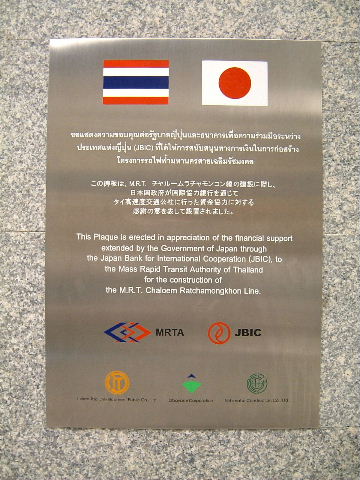 ขอแสดงความขอบคุณต่อรัฐบาลญี่ปุ่นและธนาคารเพื่อความร่วมมือระหว่าง
ประเทศแห่งญี่ปุ่น (JBIC) ที่ได้ให้การสนับสนุนทางการเงินในการก่อสร้าง
โครงการรถไฟฟ้ามหานครสายเฉลิมรัชมงคล
この碑板は、M.R.T. チャルームラチャモンコン線の建設に際し、
日本国政府が国際協力銀行を通じて
タイ高速度交通公社に行った資金協力に対する
感謝の意を表して設置されました。
This Plaque is erected in appreciation of the financial support
extended by the Government of Japan through
the Japan Bank for International Cooperation (JBIC), to
the Mass Rapid Transit Authority of Thailand
for the construction of
the M.R.T. Chaloem Ratchamongkhon Line.
MRTA JBIC